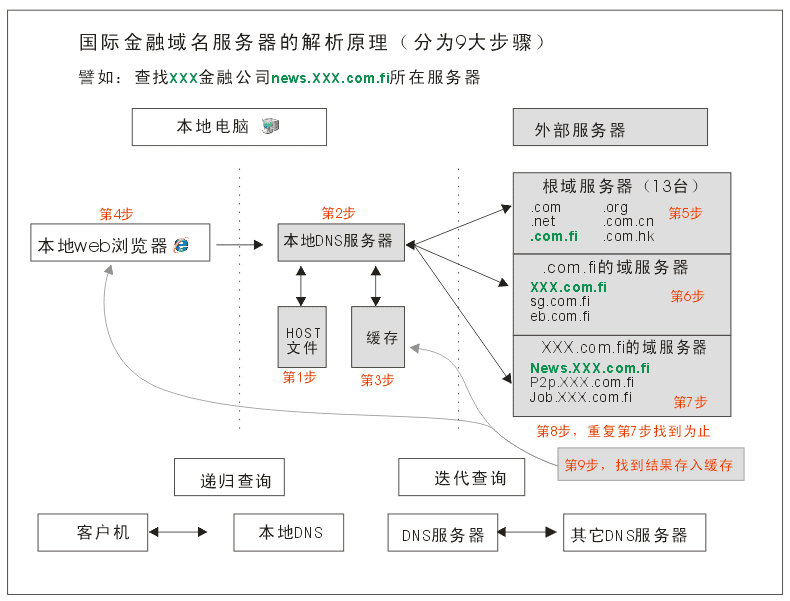 国际金融域名服务器的解析原理（分为9大步骤）
譬如：查找XXX金融公司news.XXX.com.fi所在服务器
本地电脑
外部服务器
第4步
本地web浏览器
第2步
本地DNS服务器
HOST
文件
第1步
缓存
第3步
根域服务器（13台）
.com .org
.net .com.cn
.com.fi .com.hk
第5步
.com.fi的域服务器
XXX.com.fi
sg.com.fi
eb.com.fi
第6步
XXX.com.fi的域服务器
News.XXX.com.fi
P2p.XXX.com.fi
Job.XXX.com.fi
第7步
第8步，重复第7步找到为止
第9步，找到结果存入缓存
递归查询
迭代查询
客户机
本地DNS
DNS服务器
其它DNS服务器